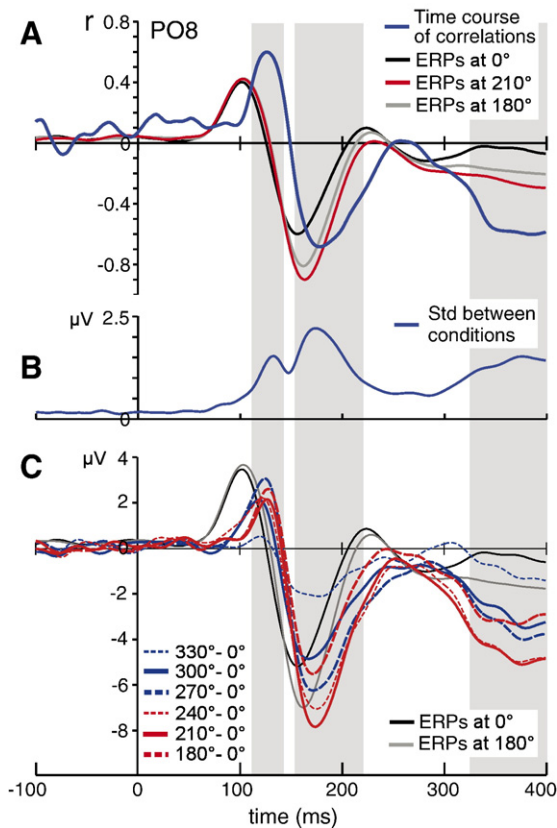 A
r
PO8
Time course
of correlations
ERPs at 0°
ERPs at 210°
ERPs at 180°
0.8
0.4
0
-0.4
-0.8
B
µV
2.5
0
Std between
conditions
C
µV
4
2
0
-2
-4
-6
-8
330°- 0°
300°- 0°
270°- 0°
240°- 0°
210°- 0°
180°- 0°
ERPs at 0°
ERPs at 180°
-100 0 100 200 300 400
time (ms)